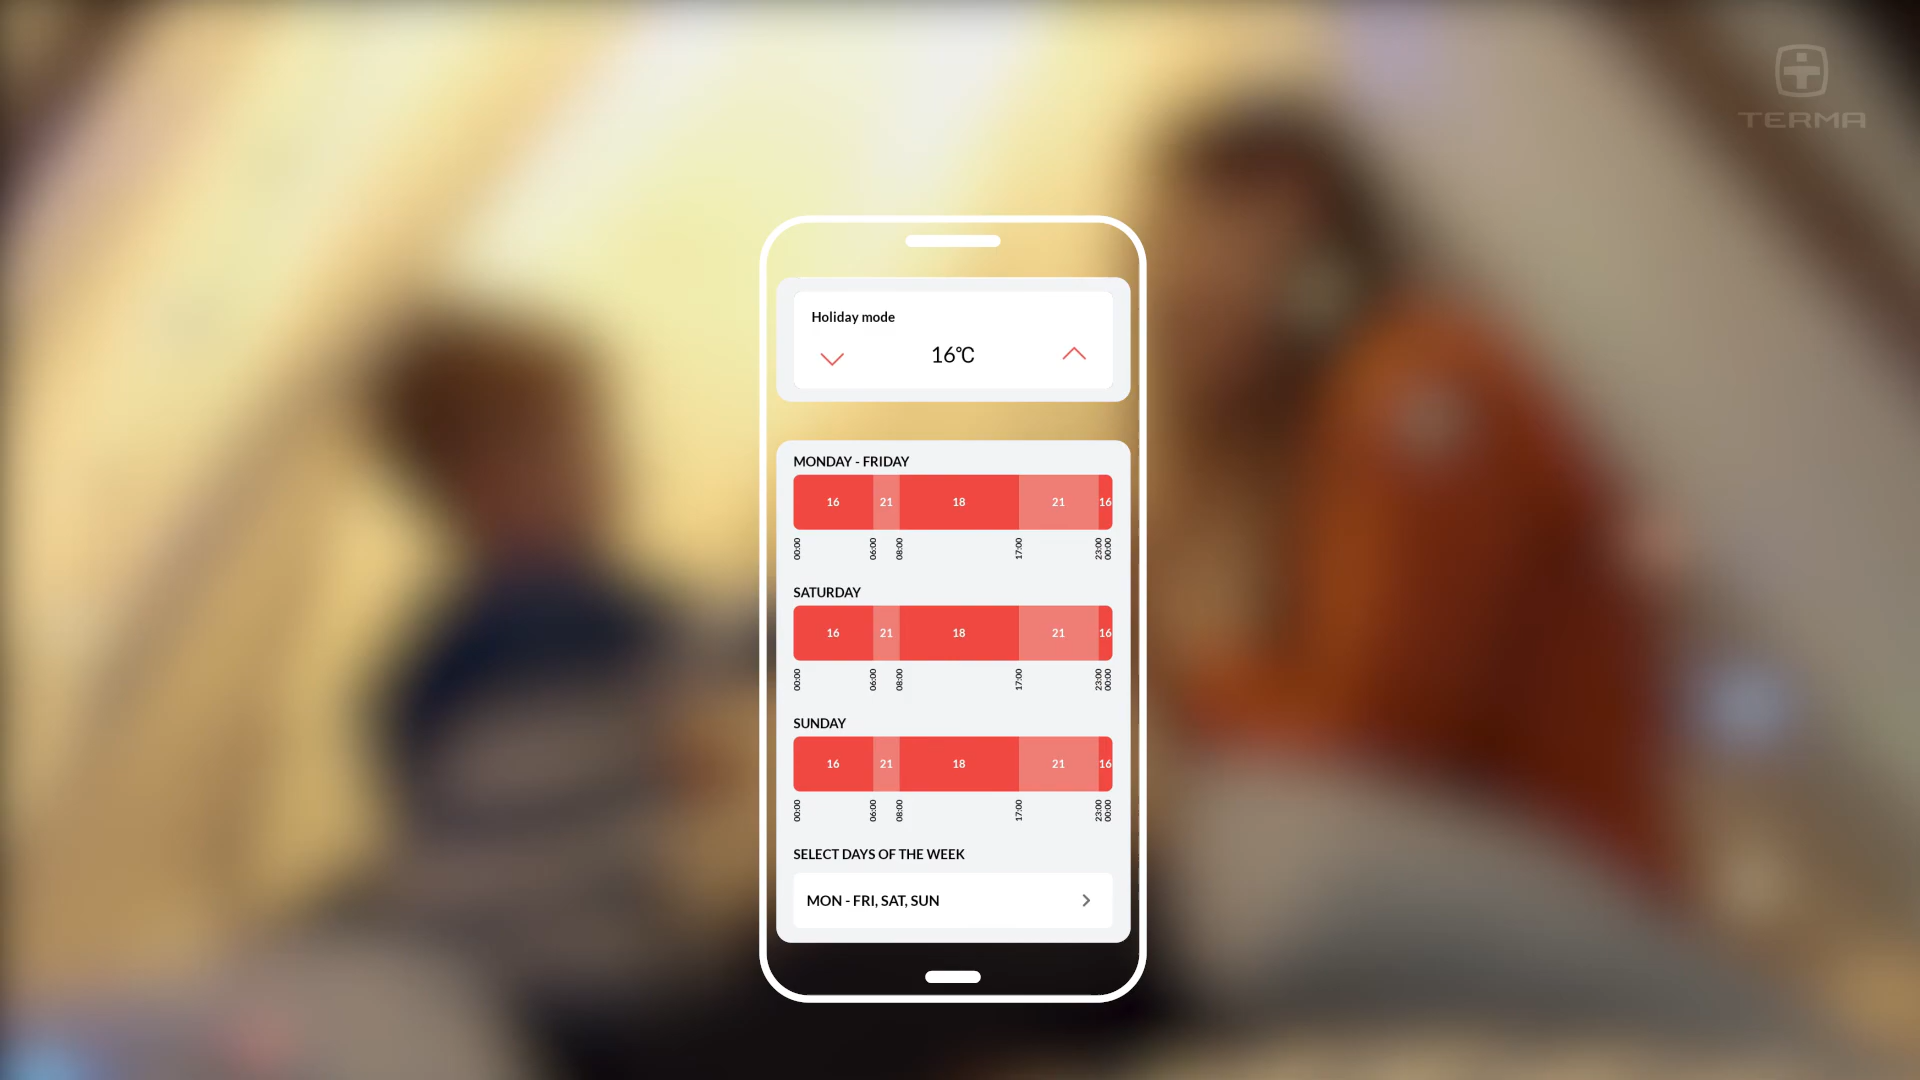 TERMA
Holiday mode
16℃
MONDAY - FRIDAY
16 21 18 21 16
00:00 06:00 08:00 17:00 23:00 00:00
SATURDAY
16 21 18 21 16
00:00 06:00 08:00 17:00 23:00 00:00
SUNDAY
16 21 18 21 16
00:00 06:00 08:00 17:00 23:00 00:00
SELECT DAYS OF THE WEEK
MON - FRI, SAT, SUN